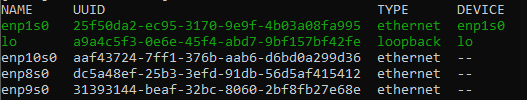 NAME UUID TYPE DEVICE
enp1s0 25f50da2-ec95-3170-9e9f-4b03a08fa995 ethernet enp1s0
lo a9a4c5f3-0e6e-45f4-abd7-9bf157bf42fe loopback lo
enp10s0 aaf43724-7ff1-376b-aab6-d6bd0a299d36 ethernet --
enp8s0 dc5a48ef-25b3-3efd-91db-56d5af415412 ethernet --
enp9s0 31393144-beaf-32bc-8060-2bf8fb27e68e ethernet --